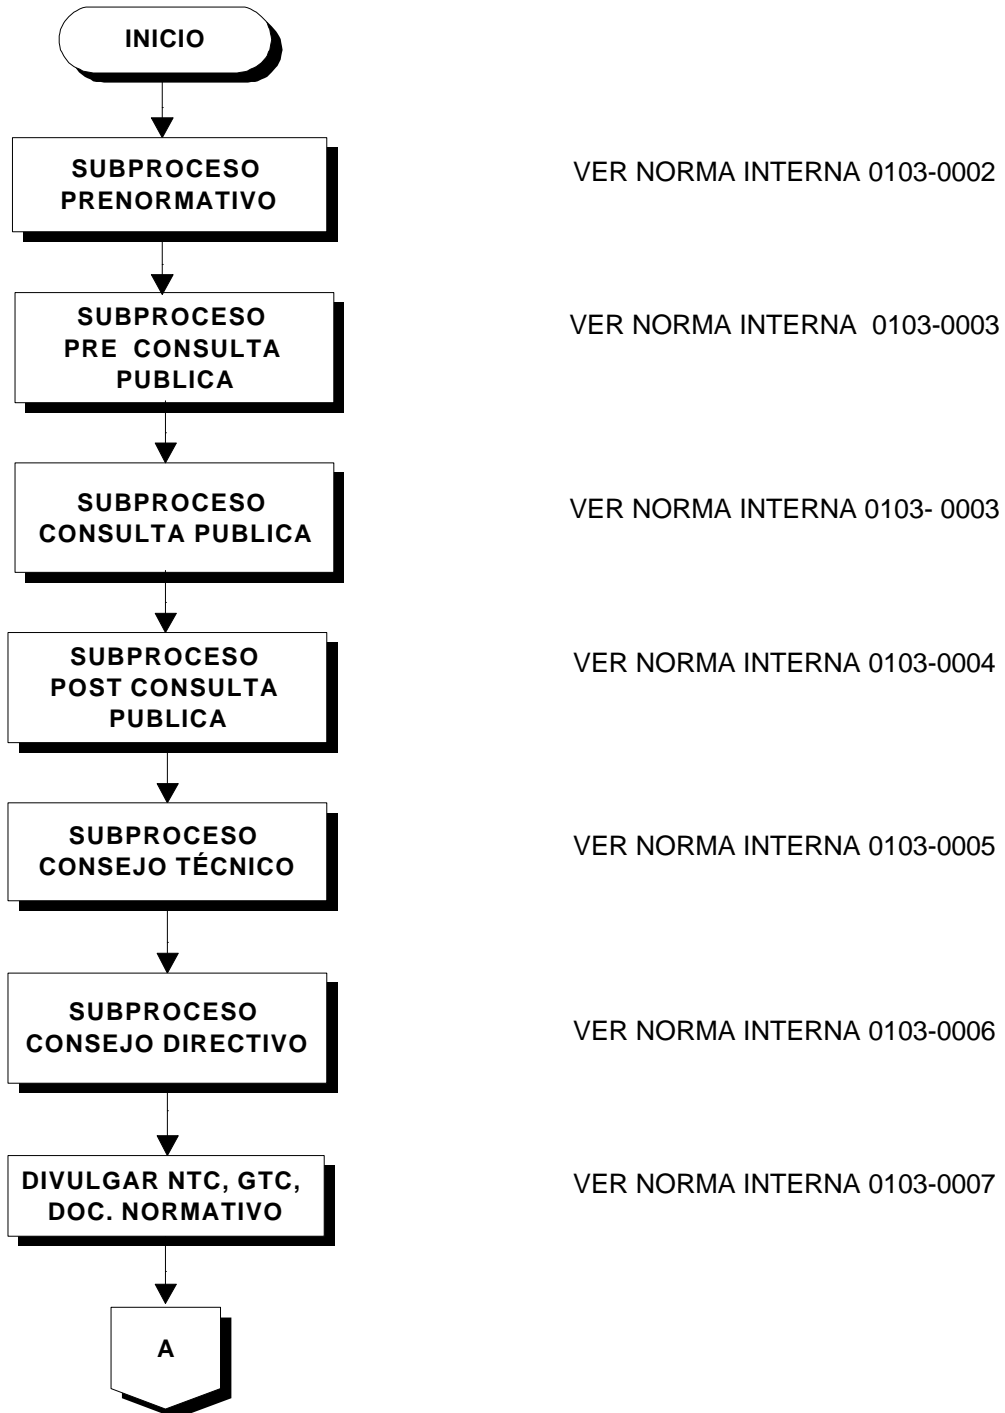 INICIO
SUBPROCESO
PRENORMATIVO
VER NORMA INTERNA 0103-0002
SUBPROCESO
PRE CONSULTA
PUBLICA
VER NORMA INTERNA 0103-0003
SUBPROCESO
CONSULTA PUBLICA
VER NORMA INTERNA 0103- 0003
SUBPROCESO
POST CONSULTA
PUBLICA
VER NORMA INTERNA 0103-0004
SUBPROCESO
CONSEJO TÉCNICO
VER NORMA INTERNA 0103-0005
SUBPROCESO
CONSEJO DIRECTIVO
VER NORMA INTERNA 0103-0006
DIVULGAR NTC, GTC,
DOC. NORMATIVO
VER NORMA INTERNA 0103-0007
A